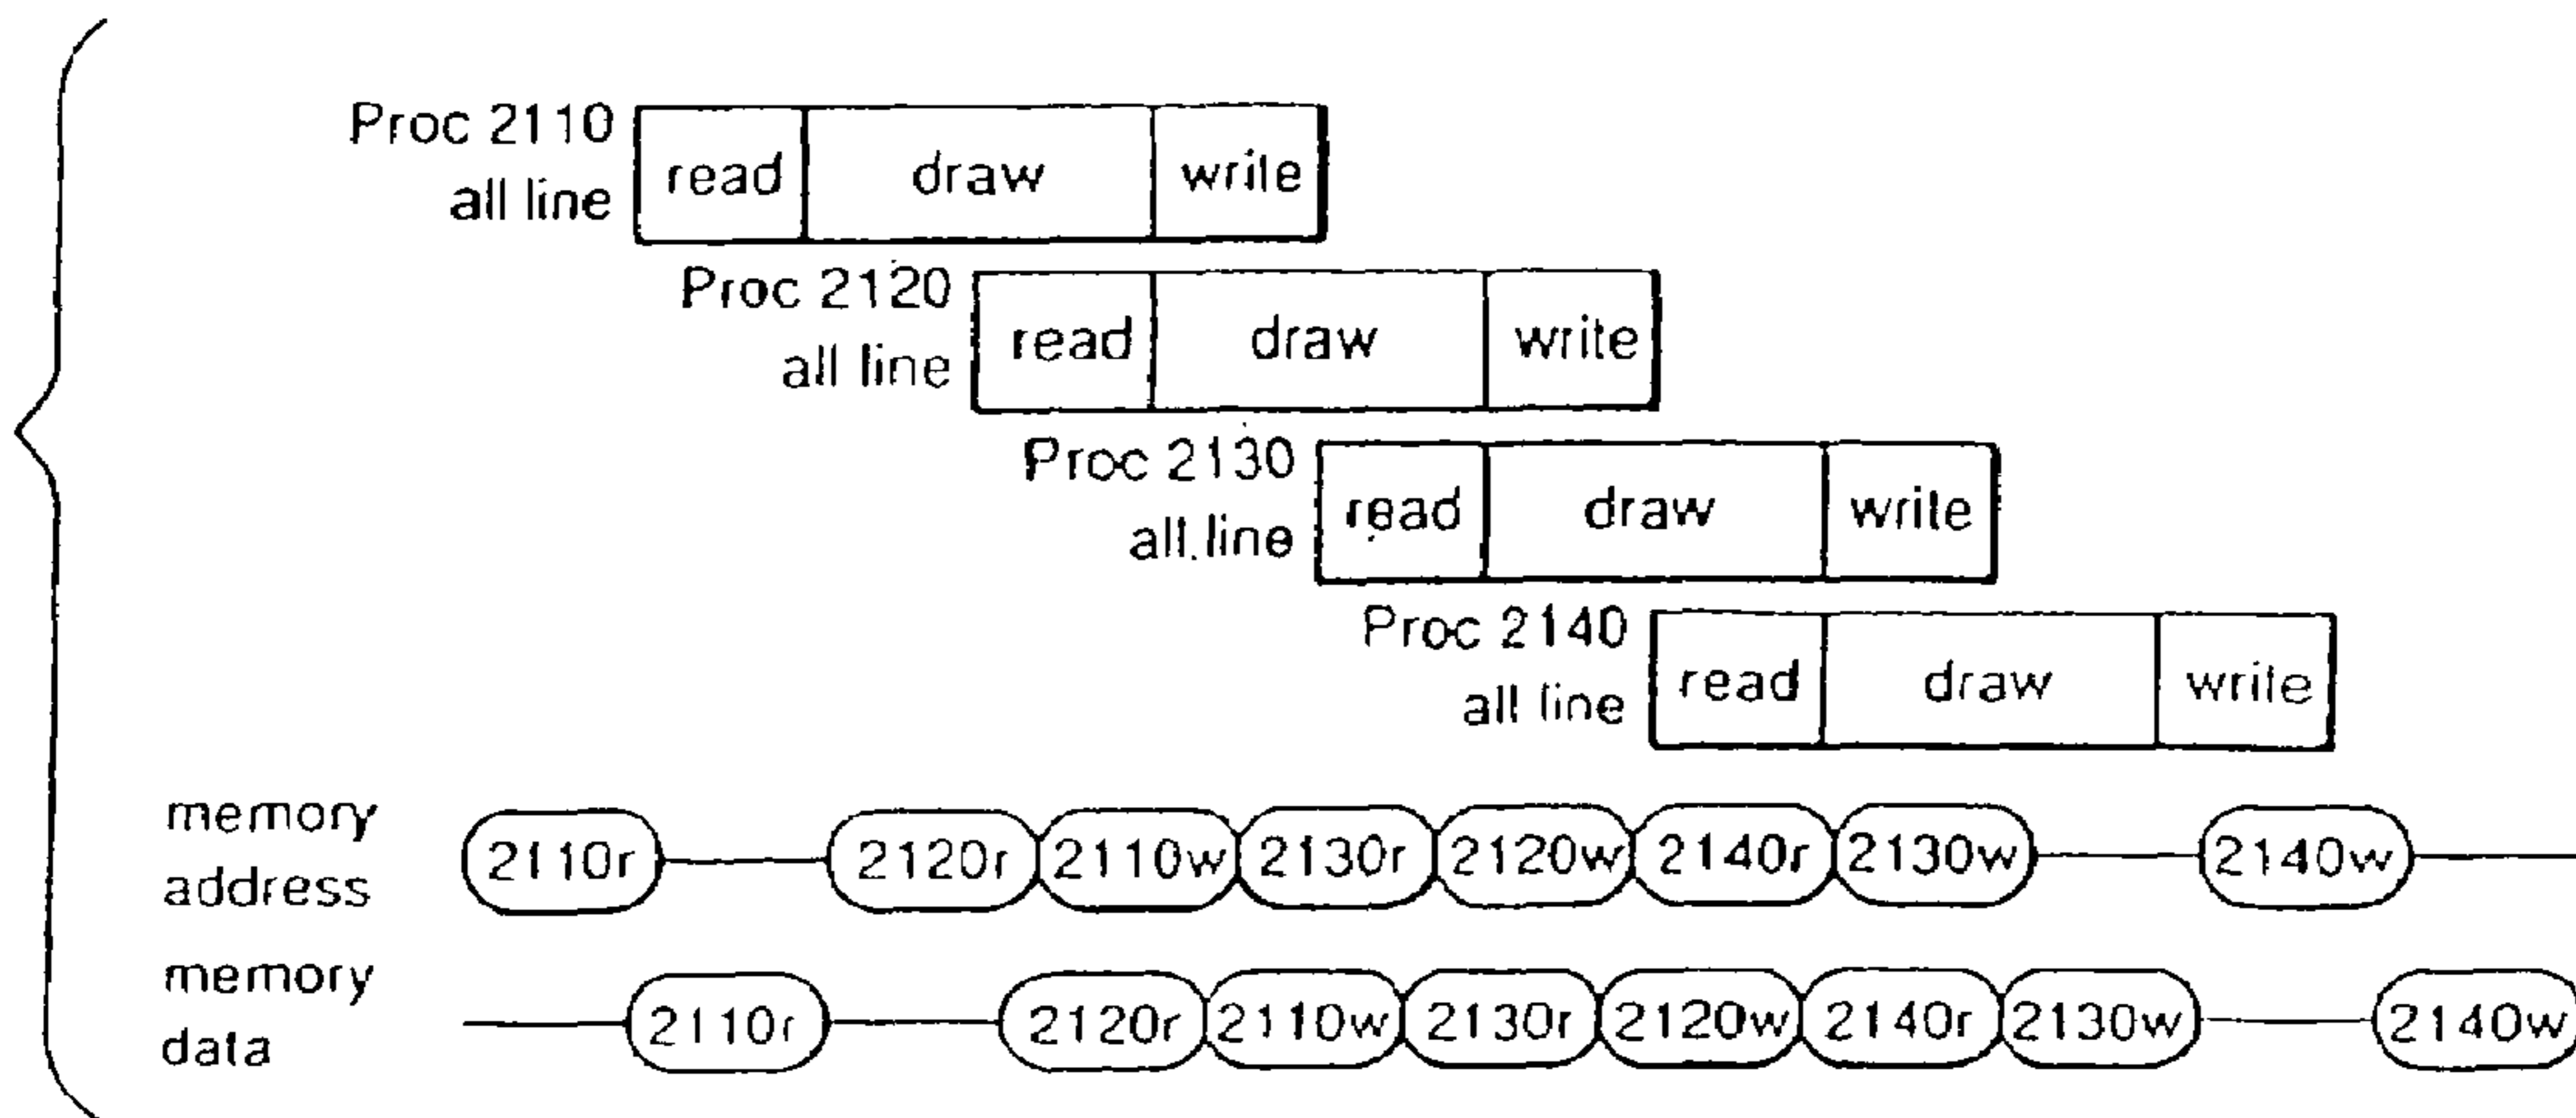 Proc 2110
all line
read draw write
Proc 2120
all line
read draw write
Proc 2130
all line
read draw write
Proc 2140
all line
read draw write
memory
address
2110r 2120r 2110w 2130r 2120w 2140r 2130w 2140w
memory
data
2110r 2120r 2110w 2130r 2120w 2140r 2130w 2140w